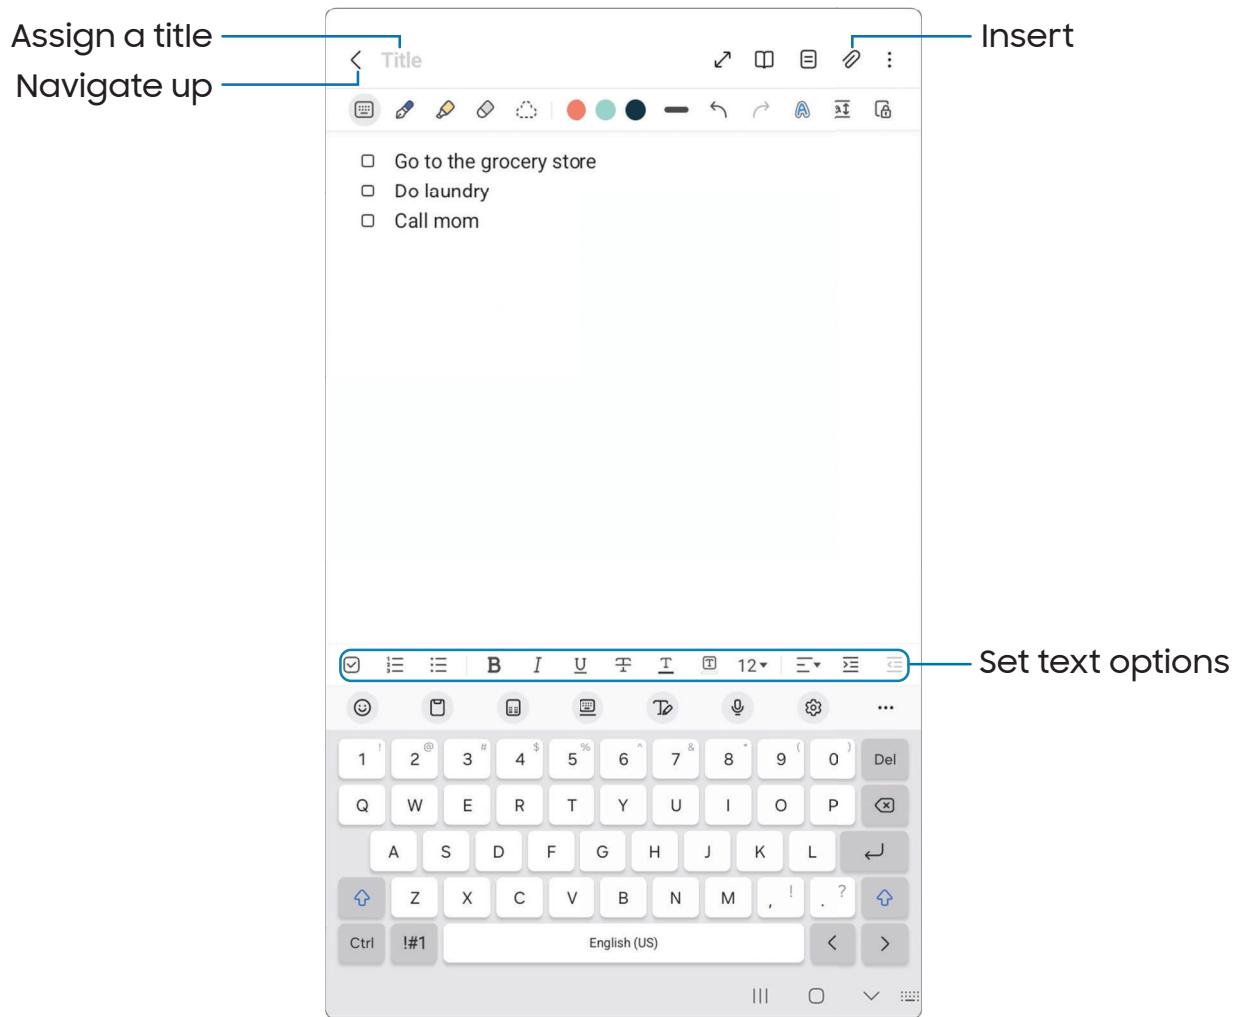 Assign a title
Insert
Title
Navigate up
Go to the grocery store
Do laundry
Call mom
B I U T T T 12
Set text options
1 ! 2 @ 3 # 4 $ 5 % 6 ^ 7 & 8 * 9 ( 0 ) Del
Q W E R T Y U I O P
A S D F G H J K L
Z X C V B N M , ! . ?
Ctrl !#1 English (US)